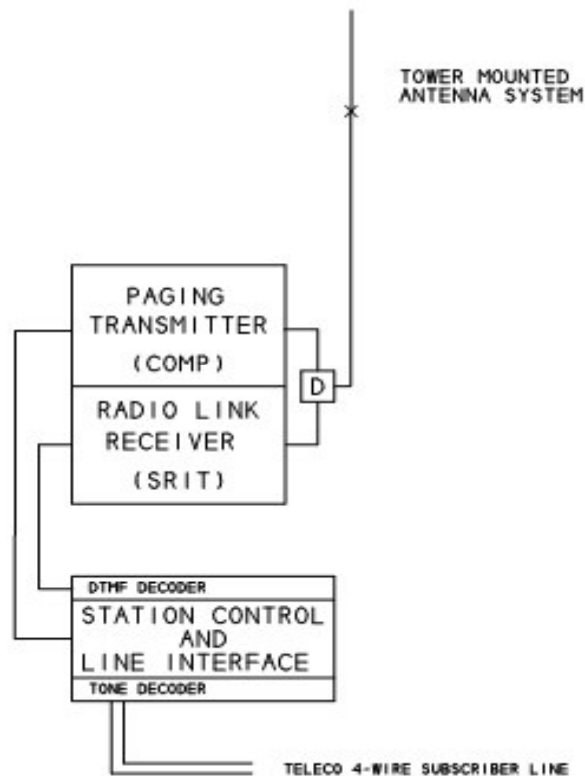 TOWER MOUNTED
ANTENNA SYSTEM
PAGING
TRANSMITTER
(COMP)
D
RADIO LINK
RECEIVER
(SRIT)
DTMF DECODER
STATION CONTROL
AND
LINE INTERFACE
TONE DECODER
TELECO 4-WIRE SUBSCRIBER LINE